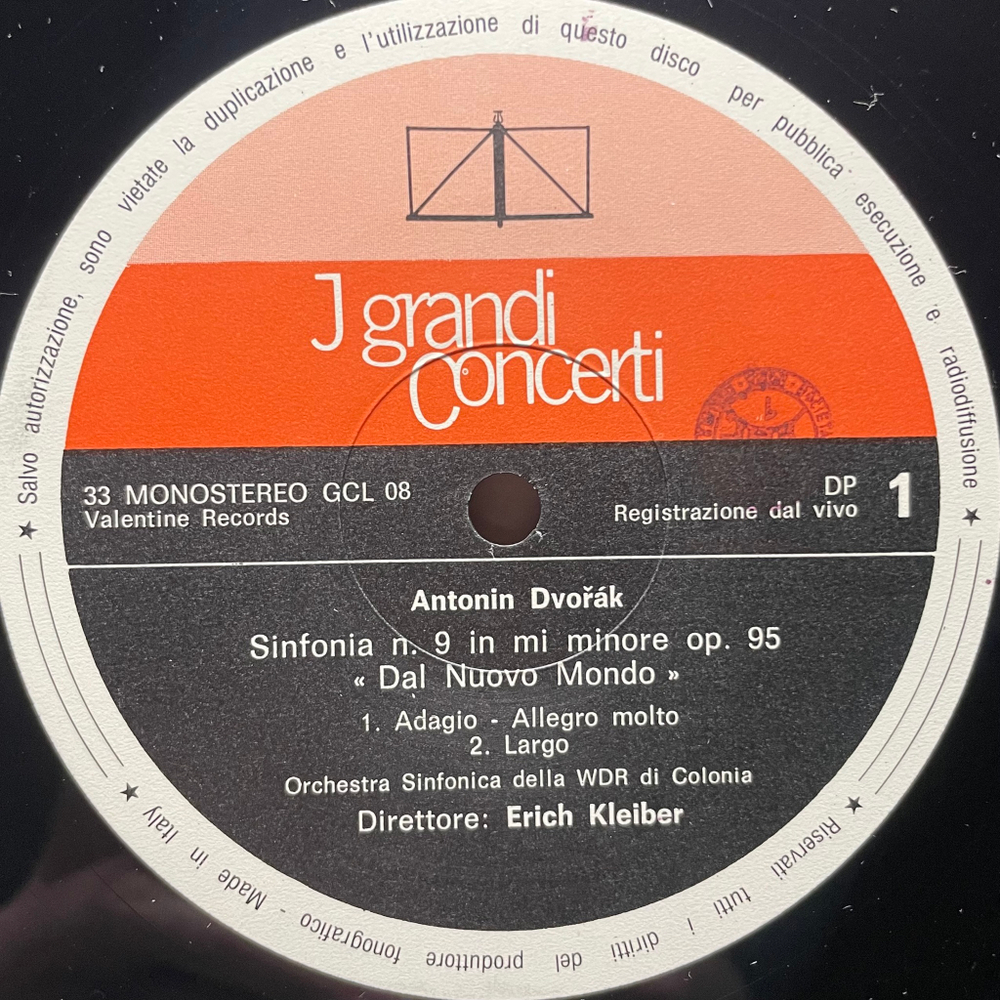 Salvo autorizzazione, sono vietate la duplicazione e l'utilizzazione di questo disco per pubblica esecuzione e radiodiffusione
J grandi
concerti
33 MONOSTEREO GCL 08
Valentine Records
DP
Registrazione dal vivo
1
Antonin Dvořák
Sinfonia n. 9 in mi minore op. 95
« Dal Nuovo Mondo »
1. Adagio - Allegro molto
2. Largo
Orchestra Sinfonica della WDR di Colonia
Direttore: Erich Kleiber
Riservati tutti i diritti del produttore fonografico - Made in Italy